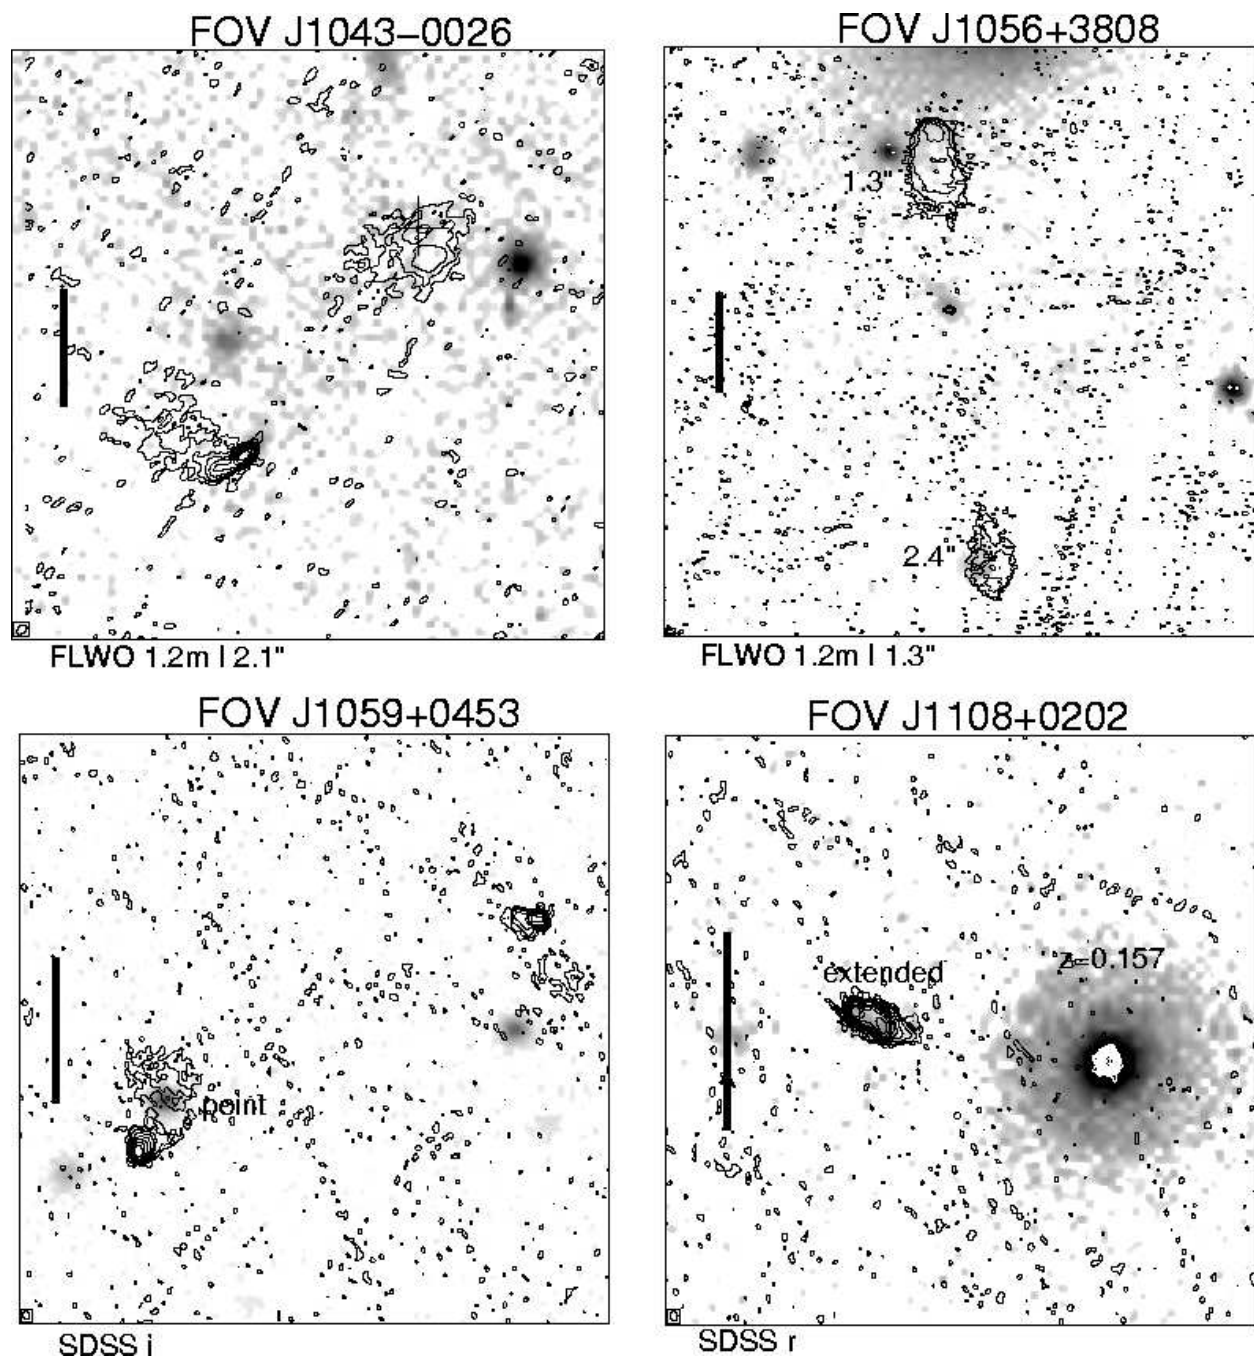 FOV J1043−0026
FOV J1056+3808
1.3"
2.4"
FLWO 1.2m I 2.1"
FLWO 1.2m I 1.3"
FOV J1059+0453
FOV J1108+0202
z=0.157
extended
point
SDSS i
SDSS r